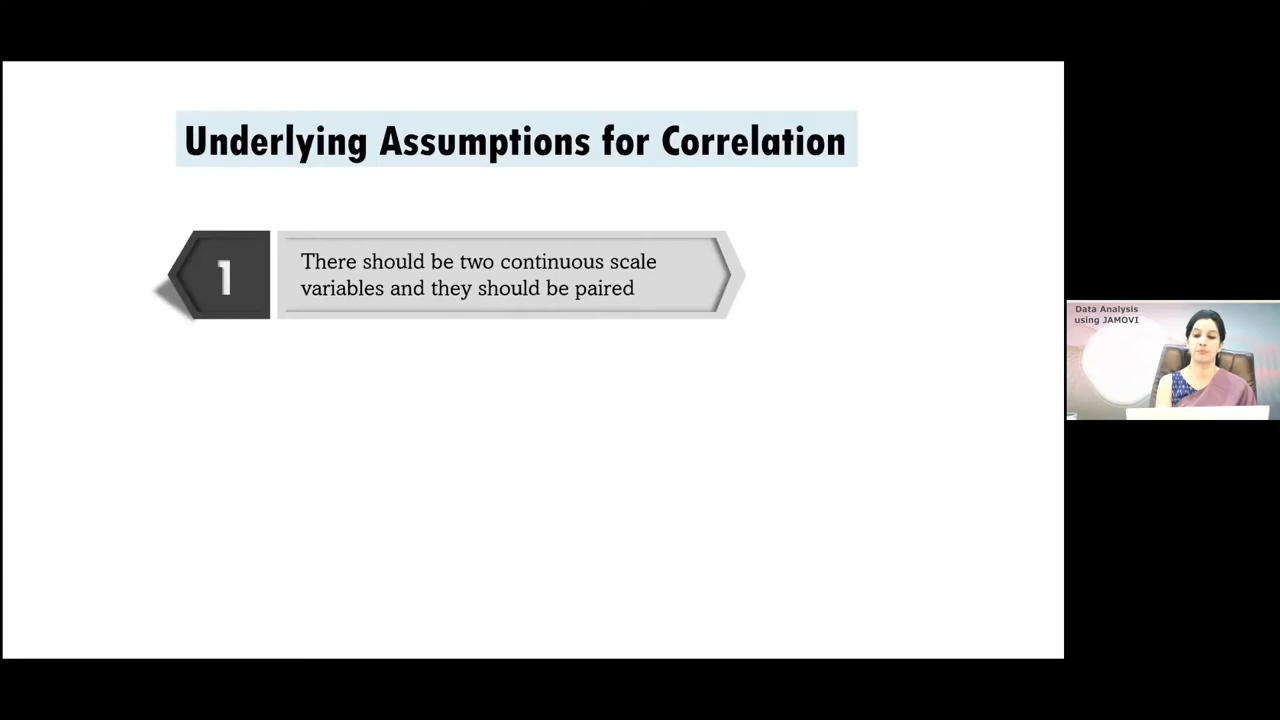 Underlying Assumptions for Correlation
1
There should be two continuous scale
variables and they should be paired
Data Analysis
using JAMOVI